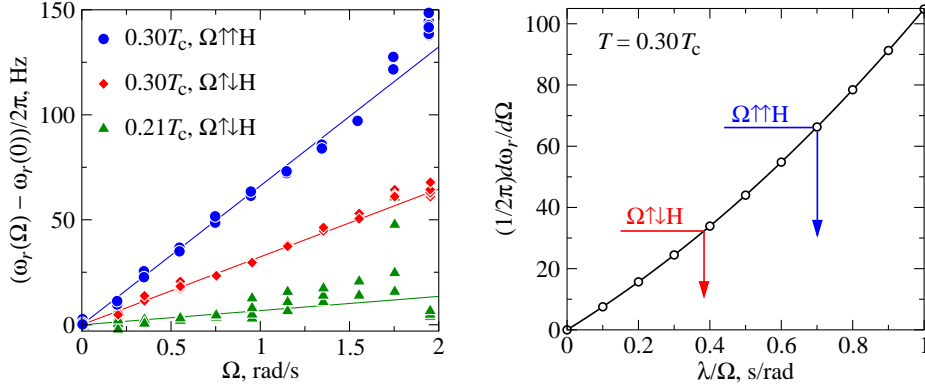 150
100
50
0
0
0.5
1
1.5
2
(ω_r(Ω) − ω_r(0))/2π, Hz
Ω, rad/s
0.30T_c, Ω↑↑H
0.30T_c, Ω↑↓H
0.21T_c, Ω↑↓H
100
80
60
40
20
0
0
0.2
0.4
0.6
0.8
1
(1/2π)dω_r/dΩ
λ/Ω, s/rad
T = 0.30T_c
Ω↑↑H
Ω↑↓H